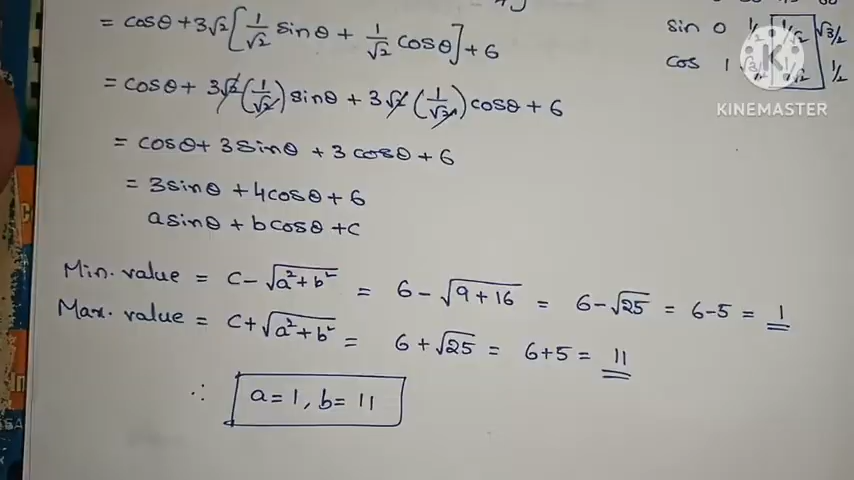 = cosθ + 3√2 [1/√2 sinθ + 1/√2 cosθ] + 6
sin 0 1/2 1/√2 √3/2
cos 1 √3/2 1/√2 1/2
KINEMASTER
= cosθ + 3√2 (1/√2) sinθ + 3√2 (1/√2) cosθ + 6
= cosθ + 3sinθ + 3cosθ + 6
= 3sinθ + 4cosθ + 6
asinθ + bcosθ + c
Min. value = c - √a²+b² = 6 - √9+16 = 6 - √25 = 6-5 = 1
Max. value = c + √a²+b² = 6 + √25 = 6+5 = 11
∴ a=1, b=11